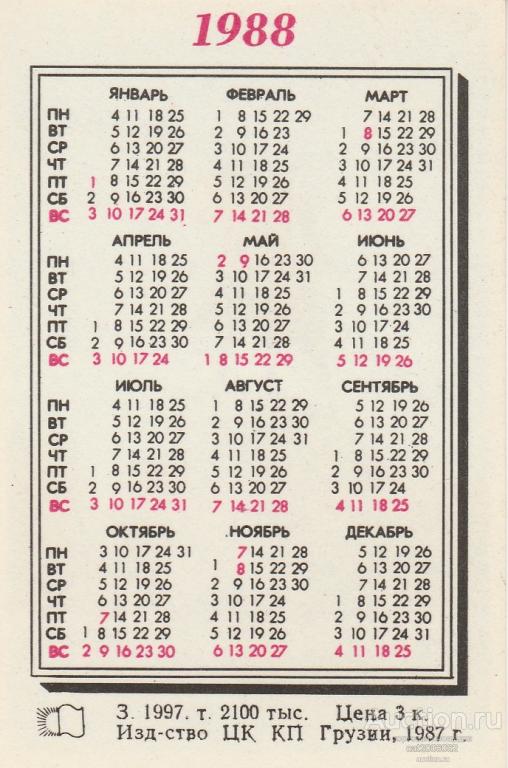 1988
ЯНВАРЬ ФЕВРАЛЬ МАРТ
ПН 4 11 18 25 1 8 15 22 29 7 14 21 28
ВТ 5 12 19 26 2 9 16 23 1 8 15 22 29
СР 6 13 20 27 3 10 17 24 2 9 16 23 30
ЧТ 7 14 21 28 4 11 18 25 3 10 17 24 31
ПТ 1 8 15 22 29 5 12 19 26 4 11 18 25
СБ 2 9 16 23 30 6 13 20 27 5 12 19 26
ВС 3 10 17 24 31 7 14 21 28 6 13 20 27
АПРЕЛЬ МАЙ ИЮНЬ
ПН 4 11 18 25 2 9 16 23 30 6 13 20 27
ВТ 5 12 19 26 3 10 17 24 31 7 14 21 28
СР 6 13 20 27 4 11 18 25 1 8 15 22 29
ЧТ 7 14 21 28 5 12 19 26 2 9 16 23 30
ПТ 1 8 15 22 29 6 13 20 27 3 10 17 24
СБ 2 9 16 23 30 7 14 21 28 4 11 18 25
ВС 3 10 17 24 1 8 15 22 29 5 12 19 26
ИЮЛЬ АВГУСТ СЕНТЯБРЬ
ПН 4 11 18 25 1 8 15 22 29 5 12 19 26
ВТ 5 12 19 26 2 9 16 23 30 6 13 20 27
СР 6 13 20 27 3 10 17 24 31 7 14 21 28
ЧТ 7 14 21 28 4 11 18 25 1 8 15 22 29
ПТ 1 8 15 22 29 5 12 19 26 2 9 16 23 30
СБ 2 9 16 23 30 6 13 20 27 3 10 17 24
ВС 3 10 17 24 31 7 14 21 28 4 11 18 25
ОКТЯБРЬ НОЯБРЬ ДЕКАБРЬ
ПН 3 10 17 24 31 7 14 21 28 5 12 19 26
ВТ 4 11 18 25 1 8 15 22 29 6 13 20 27
СР 5 12 19 26 2 9 16 23 30 7 14 21 28
ЧТ 6 13 20 27 3 10 17 24 1 8 15 22 29
ПТ 7 14 21 28 4 11 18 25 2 9 16 23 30
СБ 1 8 15 22 29 5 12 19 26 3 10 17 24 31
ВС 2 9 16 23 30 6 13 20 27 4 11 18 25
З. 1997. т. 2100 тыс. Цена 3 к.
Изд-ство ЦК КП Грузии, 1987 г.
Auction.ru